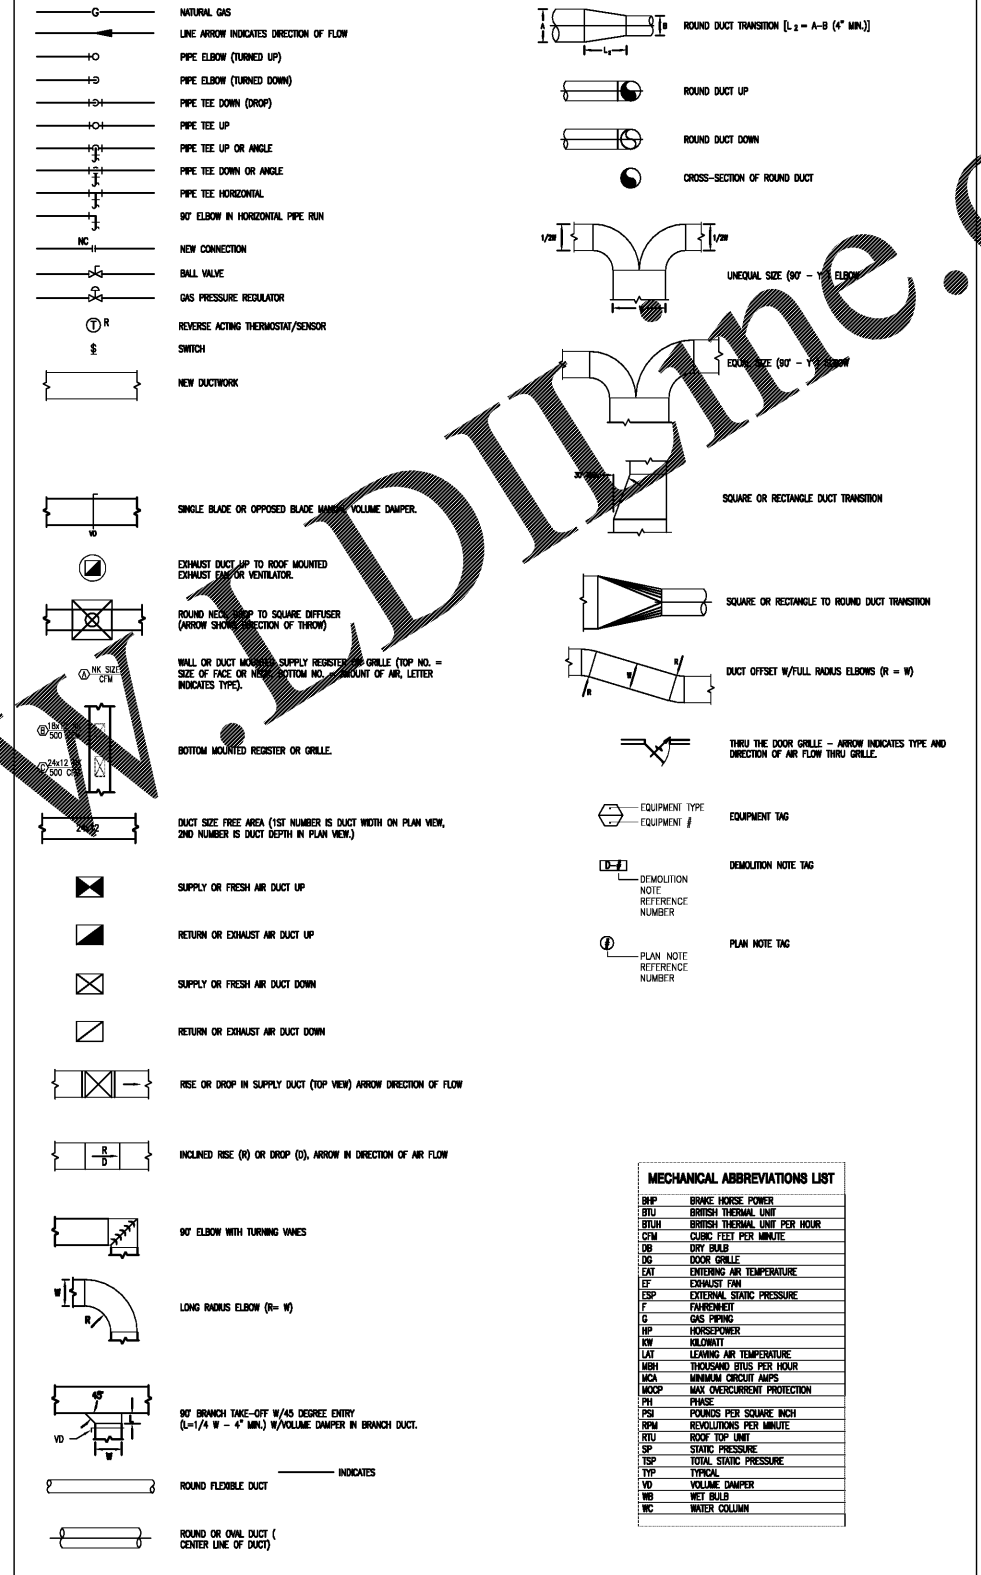 G NATURAL GAS
LINE ARROW INDICATES DIRECTION OF FLOW
PIPE ELBOW (TURNED UP)
PIPE ELBOW (TURNED DOWN)
PIPE TEE DOWN (DROP)
PIPE TEE UP
PIPE TEE UP OR ANGLE
PIPE TEE DOWN OR ANGLE
PIPE TEE HORIZONTAL
90° ELBOW IN HORIZONTAL PIPE RUN
NC
NEW CONNECTION
BALL VALVE
GAS PRESSURE REGULATOR
T R REVERSE ACTING THERMOSTAT/SENSOR
$ SWITCH
NEW DUCTWORK
SINGLE BLADE OR OPPOSED BLADE MANUAL VOLUME DAMPER.
VD
EXHAUST DUCT UP TO ROOF MOUNTED
EXHAUST FAN OR VENTILATOR.
ROUND NECK DROP TO SQUARE DIFFUSER
(ARROW SHOWS DIRECTION OF THROW)
WALL OR DUCT MOUNTED SUPPLY REGISTER OR GRILLE (TOP NO. =
SIZE OF FACE OR NECK, BOTTOM NO. = AMOUNT OF AIR, LETTER
INDICATES TYPE).
A NK SIZE
CFM
B 18x
500
BOTTOM MOUNTED REGISTER OR GRILLE.
C 24x12
500 CFM
DUCT SIZE FREE AREA (1ST NUMBER IS DUCT WIDTH ON PLAN VIEW,
2ND NUMBER IS DUCT DEPTH IN PLAN VIEW.)
SUPPLY OR FRESH AIR DUCT UP
RETURN OR EXHAUST AIR DUCT UP
SUPPLY OR FRESH AIR DUCT DOWN
RETURN OR EXHAUST AIR DUCT DOWN
RISE OR DROP IN SUPPLY DUCT (TOP VIEW) ARROW DIRECTION OF FLOW
R
D
INCLINED RISE (R) OR DROP (D), ARROW IN DIRECTION OF AIR FLOW
90° ELBOW WITH TURNING VANES
W
R
LONG RADIUS ELBOW (R= W)
45°
L
VD
W
90° BRANCH TAKE-OFF W/45 DEGREE ENTRY
(L=1/4 W - 4" MIN.) W/VOLUME DAMPER IN BRANCH DUCT.
INDICATES
ROUND FLEXIBLE DUCT
ROUND OR OVAL DUCT (
CENTER LINE OF DUCT)
A
B
L2
ROUND DUCT TRANSITION [L 2 = A-B (4" MIN.)]
ROUND DUCT UP
ROUND DUCT DOWN
CROSS-SECTION OF ROUND DUCT
1/2W 1/2W
UNEQUAL SIZE (90° - Y ) ELBOW
EQUAL SIZE (90° - Y ) ELBOW
SQUARE OR RECTANGLE DUCT TRANSITION
SQUARE OR RECTANGLE TO ROUND DUCT TRANSITION
R
W
R
DUCT OFFSET W/FULL RADIUS ELBOWS (R = W)
THRU THE DOOR GRILLE - ARROW INDICATES TYPE AND
DIRECTION OF AIR FLOW THRU GRILLE.
EQUIPMENT TYPE
EQUIPMENT #
EQUIPMENT TAG
D-#
DEMOLITION
NOTE
REFERENCE
NUMBER
DEMOLITION NOTE TAG
#
PLAN NOTE
REFERENCE
NUMBER
PLAN NOTE TAG
MECHANICAL ABBREVIATIONS LIST
BHP BRAKE HORSE POWER
BTU BRITISH THERMAL UNIT
BTUH BRITISH THERMAL UNIT PER HOUR
CFM CUBIC FEET PER MINUTE
DB DRY BULB
DG DOOR GRILLE
EAT ENTERING AIR TEMPERATURE
EF EXHAUST FAN
ESP EXTERNAL STATIC PRESSURE
F FAHRENHEIT
G GAS PIPING
HP HORSEPOWER
KW KILOWATT
LAT LEAVING AIR TEMPERATURE
MBH THOUSAND BTUS PER HOUR
MCA MINIMUM CIRCUIT AMPS
MOCP MAX OVERCURRENT PROTECTION
PH PHASE
PSI POUNDS PER SQUARE INCH
RPM REVOLUTIONS PER MINUTE
RTU ROOF TOP UNIT
SP STATIC PRESSURE
TSP TOTAL STATIC PRESSURE
TYP TYPICAL
VD VOLUME DAMPER
WB WET BULB
WC WATER COLUMN
W.LDILine.c